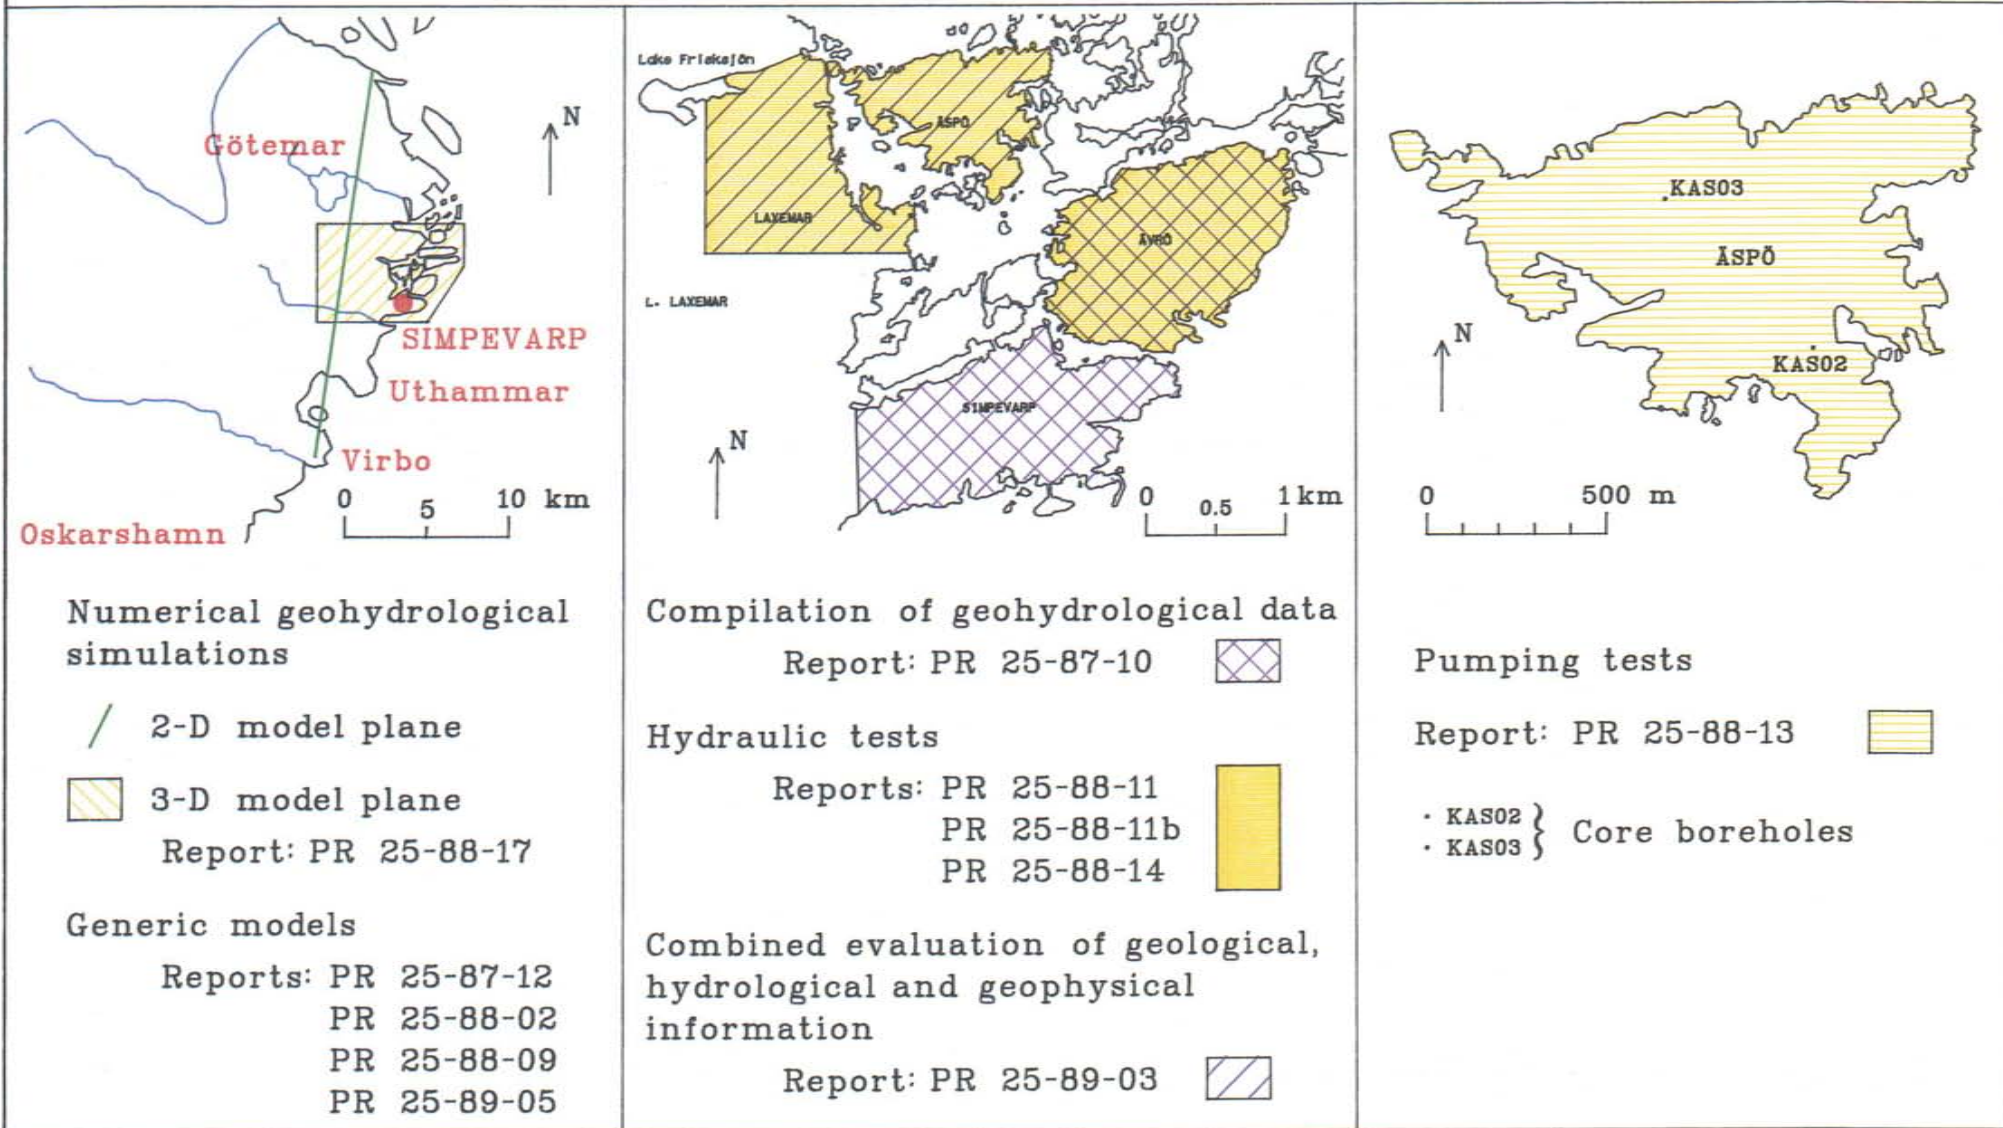 Götemar
N
SIMPEVARP
Uthammar
Virbo
0 5 10 km
Oskarshamn
Numerical geohydrological
simulations
2-D model plane
3-D model plane
Report: PR 25-88-17
Generic models
Reports: PR 25-87-12
PR 25-88-02
PR 25-88-09
PR 25-89-05
Lake Frisksjön
ÄSPÖ
LAXEMAR
ÄVRÖ
L. LAXEMAR
SIMPEVARP
N
0 0.5 1 km
Compilation of geohydrological data
Report: PR 25-87-10
Hydraulic tests
Reports: PR 25-88-11
PR 25-88-11b
PR 25-88-14
Combined evaluation of geological,
hydrological and geophysical
information
Report: PR 25-89-03
KAS03
ÄSPÖ
N
KAS02
0 500 m
Pumping tests
Report: PR 25-88-13
KAS02
KAS03
Core boreholes